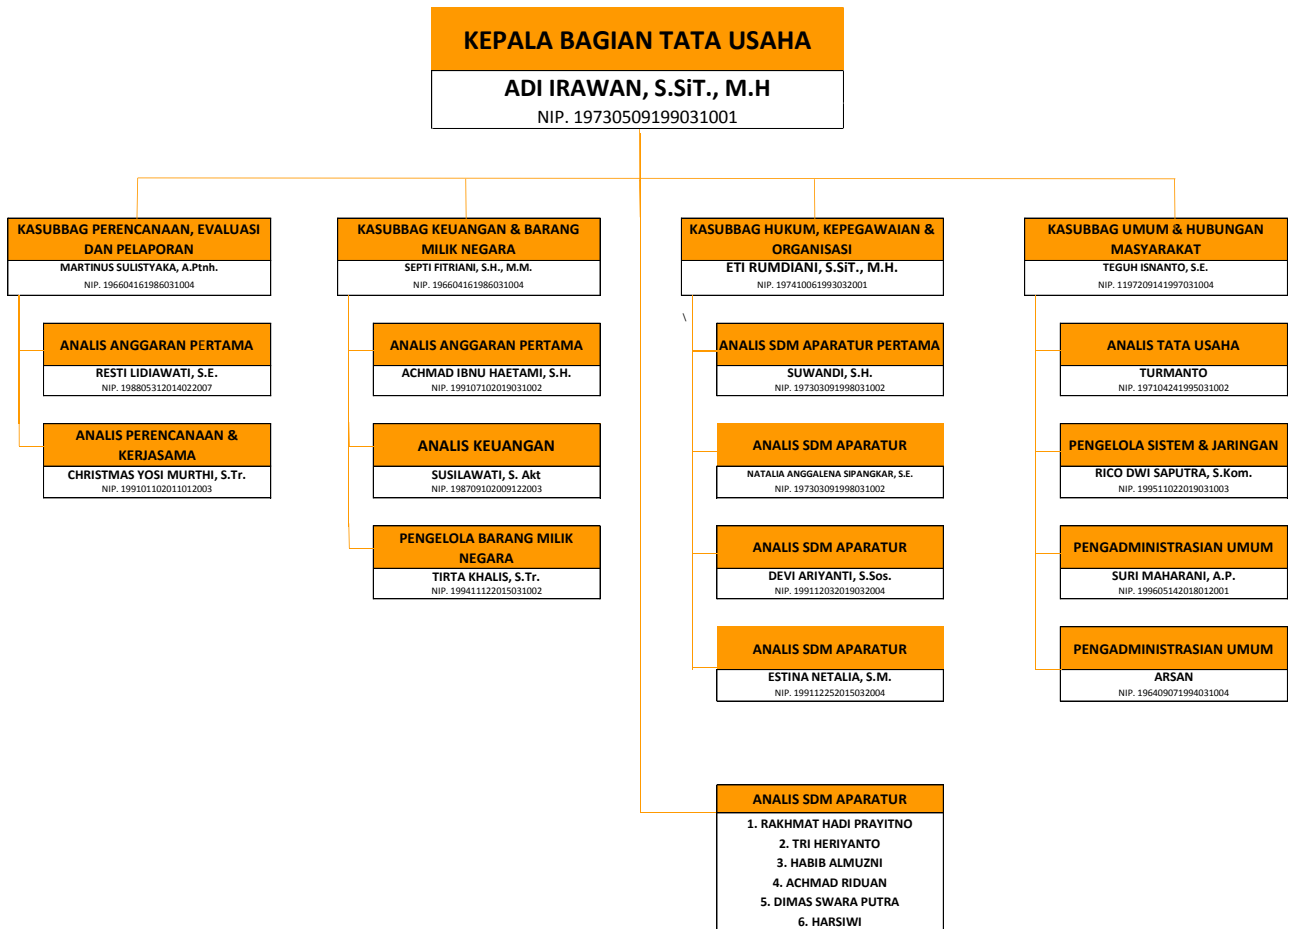 KEPALA BAGIAN TATA USAHA
ADI IRAWAN, S.SiT., M.H
NIP. 19730509199031001
KASUBBAG PERENCANAAN, EVALUASI
DAN PELAPORAN
MARTINUS SULISTYAKA, A.Ptnh.
NIP. 196604161986031004
ANALIS ANGGARAN PERTAMA
RESTI LIDIAWATI, S.E.
NIP. 198805312014022007
ANALIS PERENCANAAN &
KERJASAMA
CHRISTMAS YOSI MURTHI, S.Tr.
NIP. 199101102011012003
KASUBBAG KEUANGAN & BARANG
MILIK NEGARA
SEPTI FITRIANI, S.H., M.M.
NIP. 196604161986031004
ANALIS ANGGARAN PERTAMA
ACHMAD IBNU HAETAMI, S.H.
NIP. 199107102019031002
ANALIS KEUANGAN
SUSILAWATI, S. Akt
NIP. 198709102009122003
PENGELOLA BARANG MILIK
NEGARA
TIRTA KHALIS, S.Tr.
NIP. 199411122015031002
KASUBBAG HUKUM, KEPEGAWAIAN &
ORGANISASI
ETI RUMDIANI, S.SiT., M.H.
NIP. 197410061993032001
\
ANALIS SDM APARATUR PERTAMA
SUWANDI, S.H.
NIP. 197303091998031002
ANALIS SDM APARATUR
NATALIA ANGGALENA SIPANGKAR, S.E.
NIP. 197303091998031002
ANALIS SDM APARATUR
DEVI ARIYANTI, S.Sos.
NIP. 199112032019032004
ANALIS SDM APARATUR
ESTINA NETALIA, S.M.
NIP. 199112252015032004
KASUBBAG UMUM & HUBUNGAN
MASYARAKAT
TEGUH ISNANTO, S.E.
NIP. 1197209141997031004
ANALIS TATA USAHA
TURMANTO
NIP. 197104241995031002
PENGELOLA SISTEM & JARINGAN
RICO DWI SAPUTRA, S.Kom.
NIP. 199511022019031003
PENGADMINISTRASIAN UMUM
SURI MAHARANI, A.P.
NIP. 199605142018012001
PENGADMINISTRASIAN UMUM
ARSAN
NIP. 196409071994031004
ANALIS SDM APARATUR
1. RAKHMAT HADI PRAYITNO
2. TRI HERIYANTO
3. HABIB ALMUZNI
4. ACHMAD RIDUAN
5. DIMAS SWARA PUTRA
6. HARSIWI